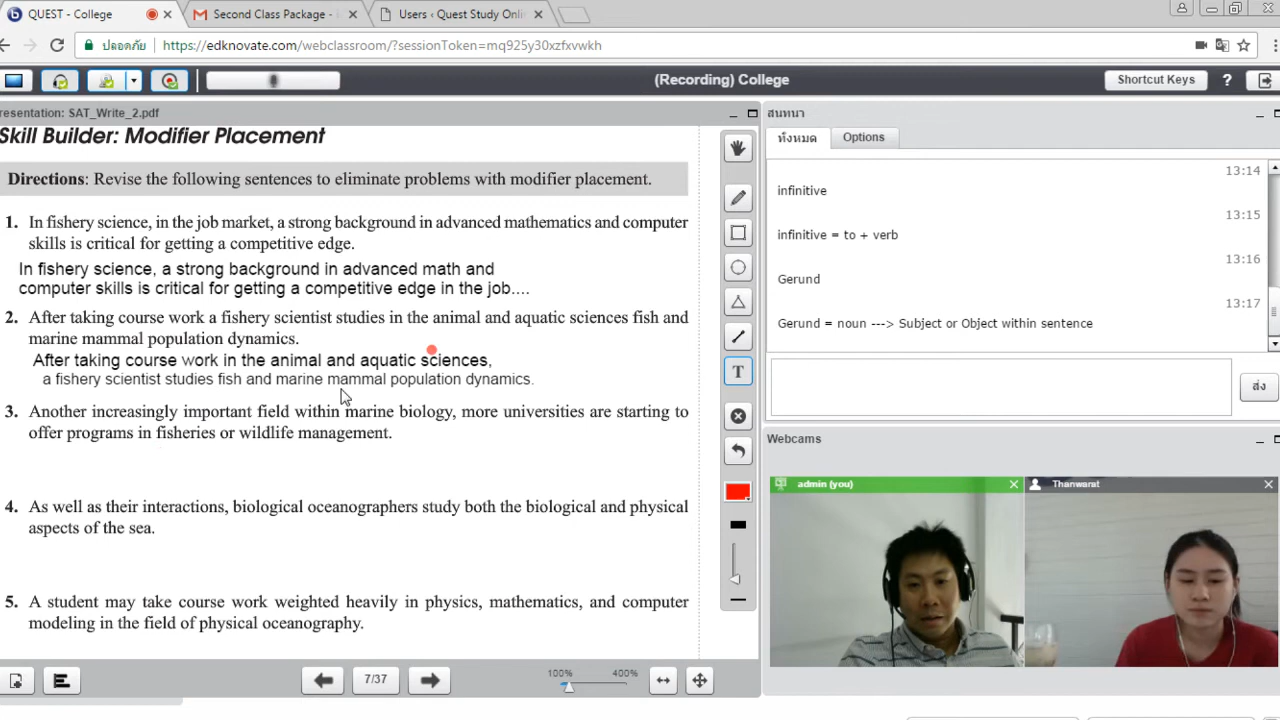 QUEST - College
Second Class Package -
Users ‹ Quest Study Onli
ปลอดภัย
https://edknovate.com/webclassroom/?sessionToken=mq925y30xzfxvwkh
(Recording) College
Shortcut Keys
?
resentation: SAT_Write_2.pdf
Skill Builder: Modifier Placement
Directions: Revise the following sentences to eliminate problems with modifier placement.
1. In fishery science, in the job market, a strong background in advanced mathematics and computer
skills is critical for getting a competitive edge.
In fishery science, a strong background in advanced math and
computer skills is critical for getting a competitive edge in the job....
2. After taking course work a fishery scientist studies in the animal and aquatic sciences fish and
marine mammal population dynamics.
After taking course work in the animal and aquatic sciences,
a fishery scientist studies fish and marine mammal population dynamics.
3. Another increasingly important field within marine biology, more universities are starting to
offer programs in fisheries or wildlife management.
4. As well as their interactions, biological oceanographers study both the biological and physical
aspects of the sea.
5. A student may take course work weighted heavily in physics, mathematics, and computer
modeling in the field of physical oceanography.
T
7/37
100%
400%
สนทนา
ทั้งหมด
Options
13:14
infinitive
13:15
infinitive = to + verb
13:16
Gerund
13:17
Gerund = noun ---> Subject or Object within sentence
ส่ง
Webcams
admin (you)
Thanwarat